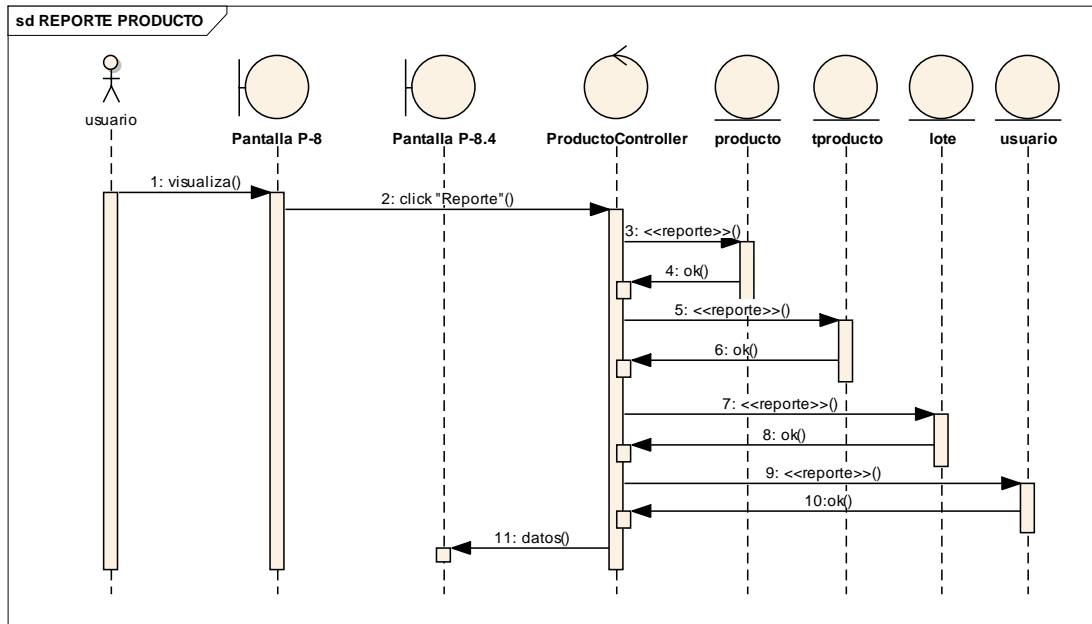 sd REPORTE PRODUCTO
usuario
Pantalla P-8
Pantalla P-8.4
ProductoController
producto
tproducto
lote
usuario
1: visualiza()
2: click "Reporte"()
3: <<reporte>>()
4: ok()
5: <<reporte>>()
6: ok()
7: <<reporte>>()
8: ok()
9: <<reporte>>()
10:ok()
11: datos()